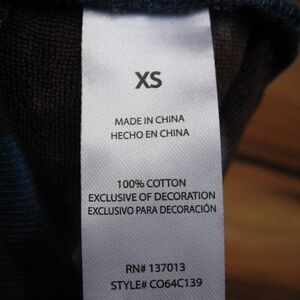 XS
MADE IN CHINA
HECHO EN CHINA
100% COTTON
EXCLUSIVE OF DECORATION
EXCLUSIVO PARA DECORACIÓN
RN# 137013
STYLE# CO64C139